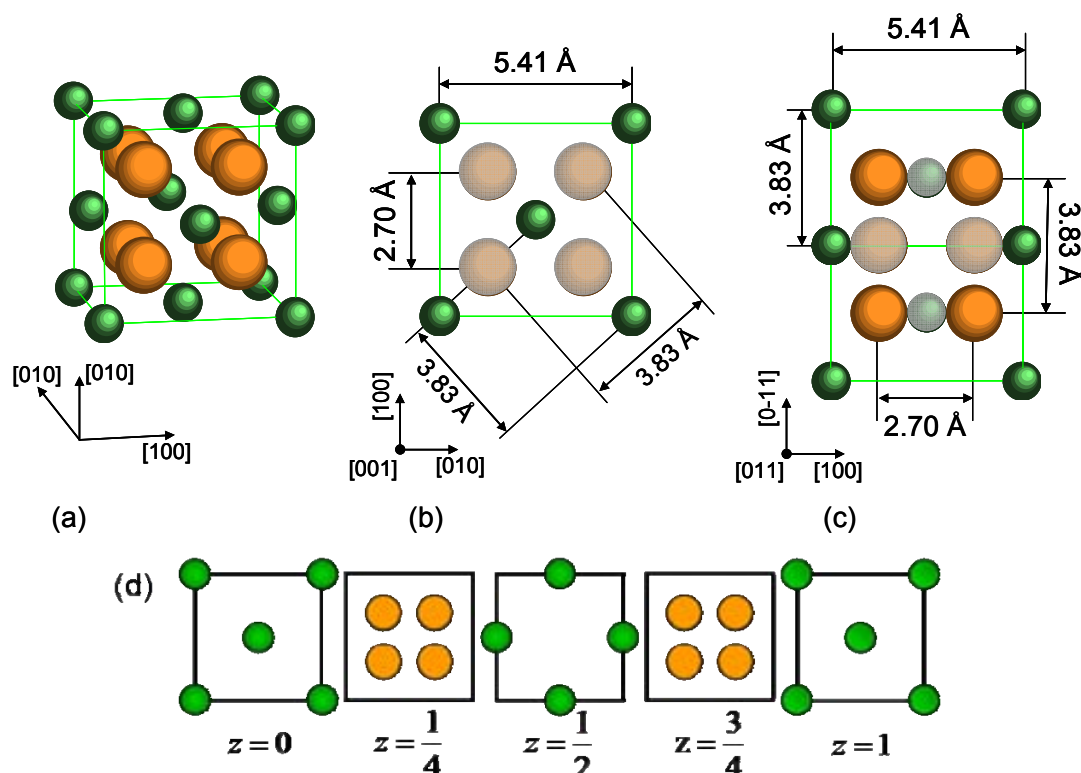 5.41 Å
2.70 Å
3.83 Å
3.83 Å
[100]
[001]
[010]
5.41 Å
3.83 Å
3.83 Å
2.70 Å
[0-11]
[011]
[100]
[010]
[010]
[100]
(a)
(b)
(c)
(d)
z = 0
z = 1/4
z = 1/2
z = 3/4
z = 1